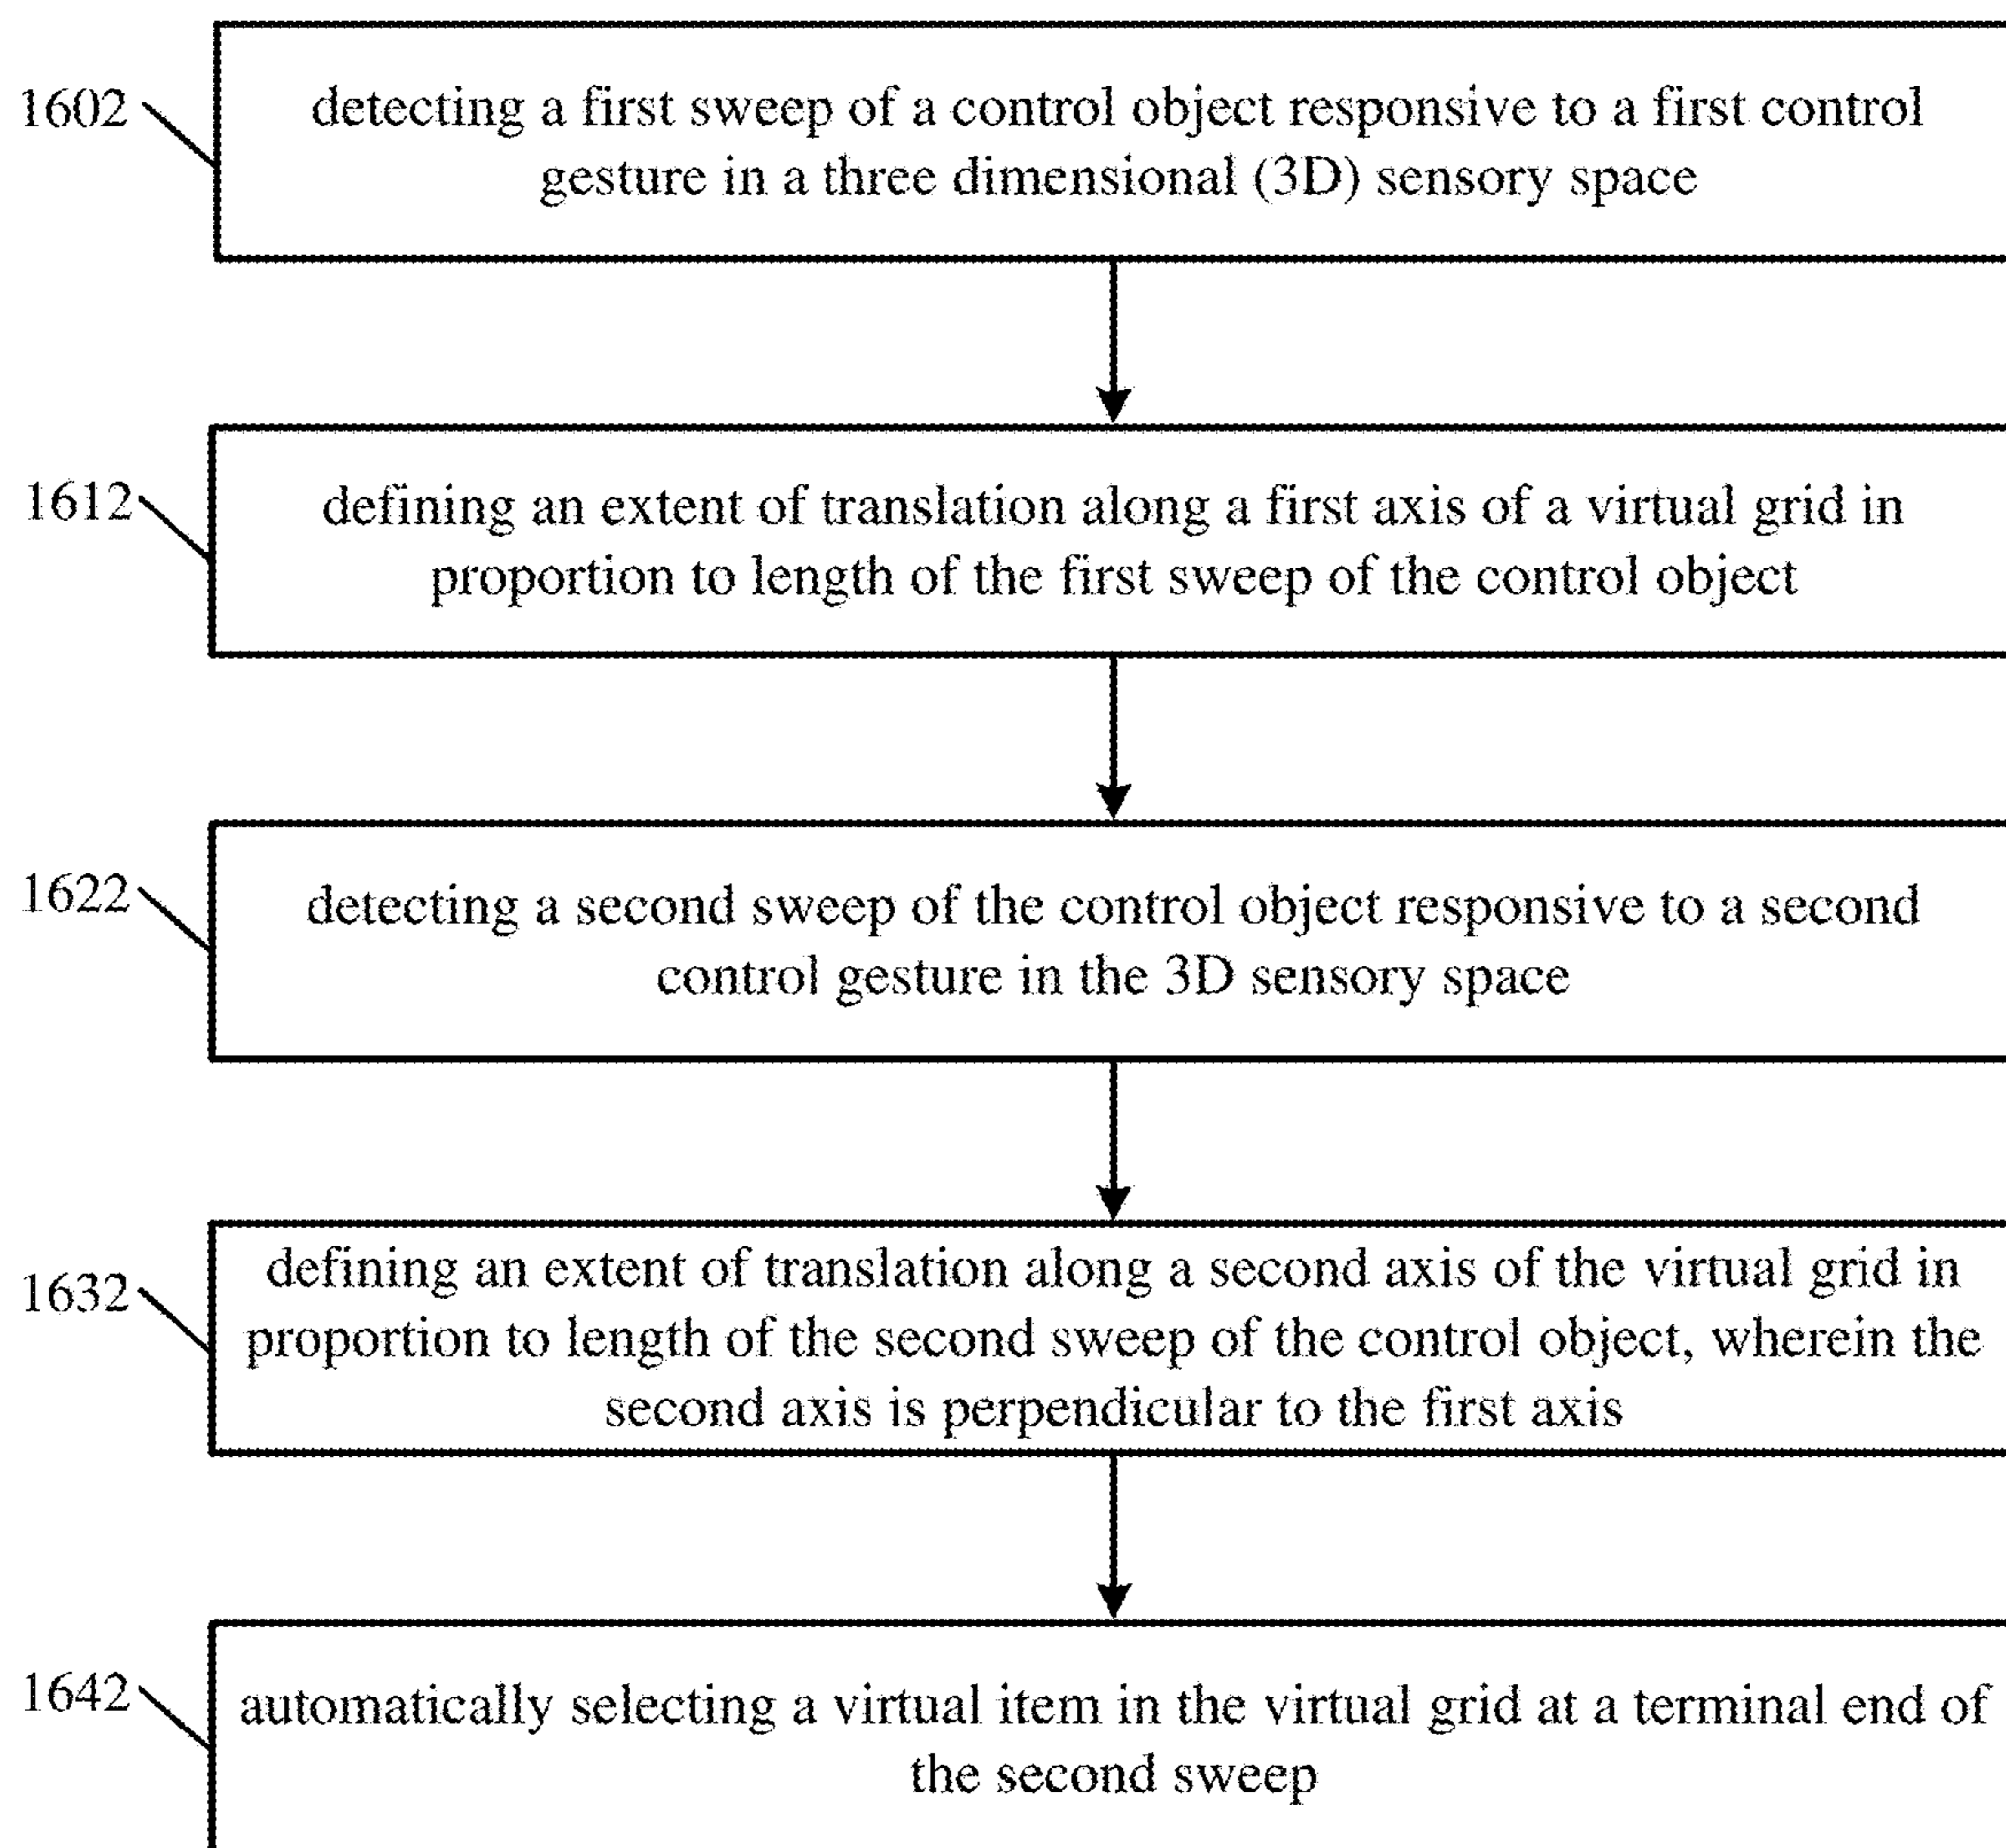 1602
detecting a first sweep of a control object responsive to a first control
gesture in a three dimensional (3D) sensory space
1612
defining an extent of translation along a first axis of a virtual grid in
proportion to length of the first sweep of the control object
1622
detecting a second sweep of the control object responsive to a second
control gesture in the 3D sensory space
1632
defining an extent of translation along a second axis of the virtual grid in
proportion to length of the second sweep of the control object, wherein the
second axis is perpendicular to the first axis
1642
automatically selecting a virtual item in the virtual grid at a terminal end of
the second sweep